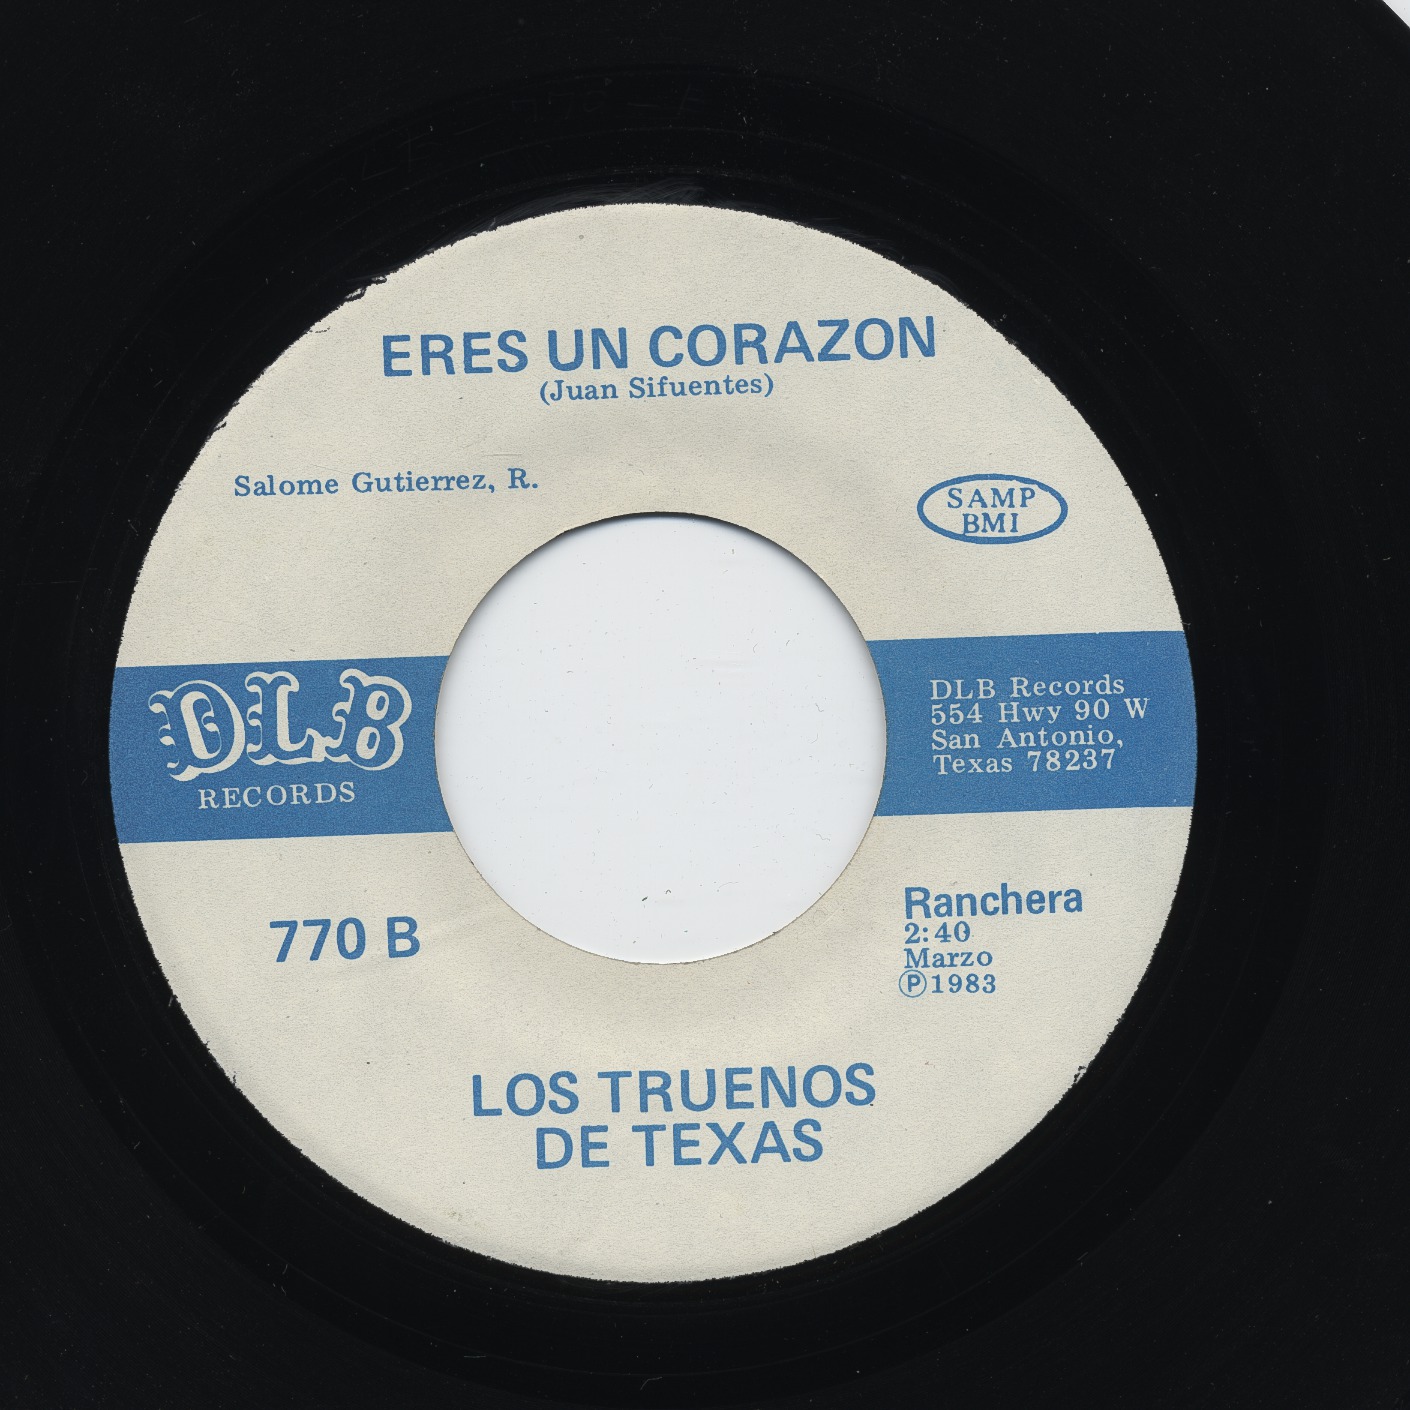 ERES UN CORAZON
(Juan Sifuentes)
Salome Gutierrez, R.
SAMP
BMI
DLB
RECORDS
DLB Records
554 Hwy 90 W
San Antonio,
Texas 78237
770 B
Ranchera
2:40
Marzo
Ⓟ1983
LOS TRUENOS
DE TEXAS